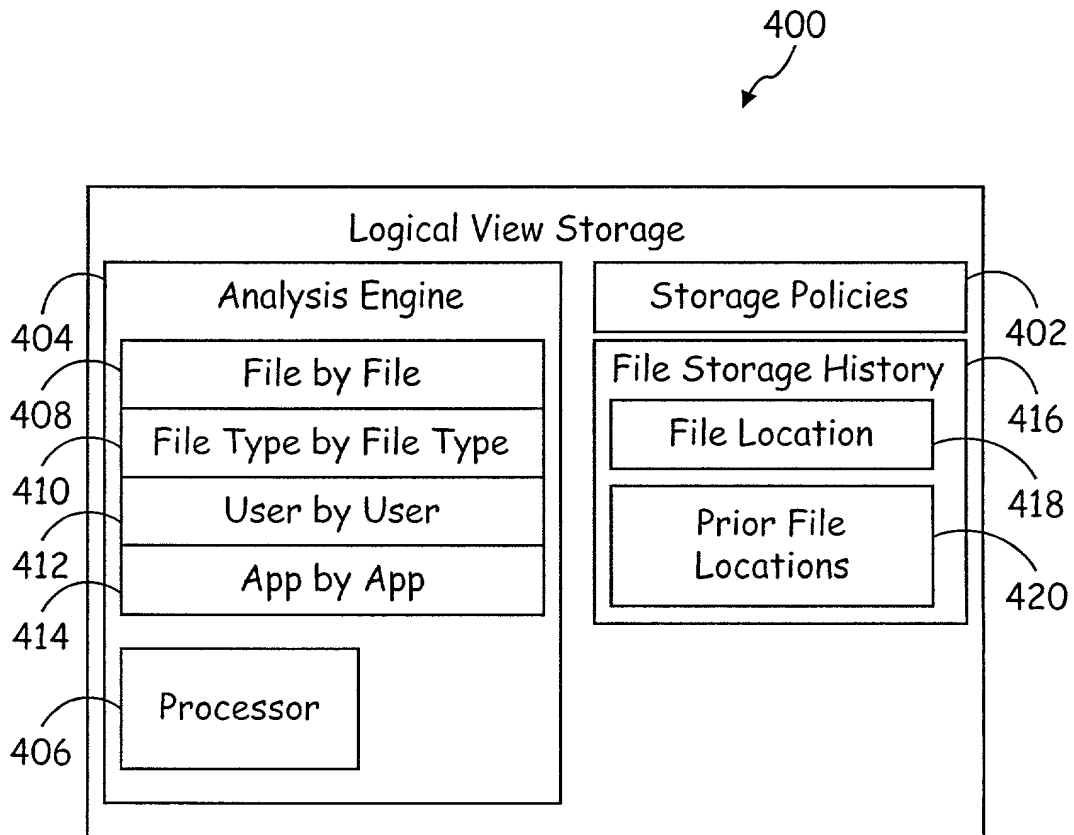 400
Logical View Storage
Analysis Engine
404
File by File
408
File Type by File Type
410
User by User
412
App by App
414
Processor
406
Storage Policies
402
File Storage History
416
File Location
418
Prior File
Locations
420